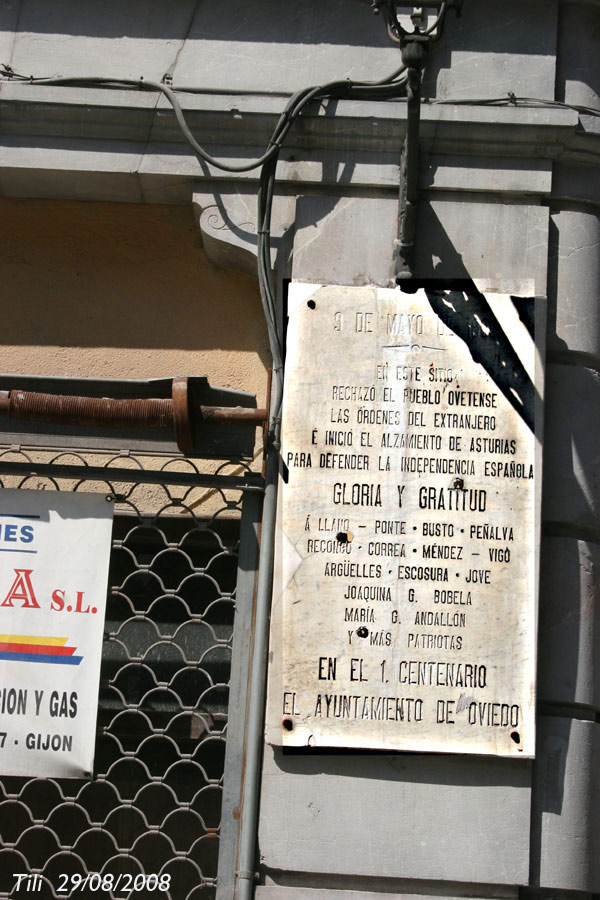 9 DE MAYO DE
EN ESTE SITIO
RECHAZÓ EL PUEBLO OVETENSE
LAS ÓRDENES DEL EXTRANJERO
É INICIÓ EL ALZAMIENTO DE ASTURIAS
PARA DEFENDER LA INDEPENDENCIA ESPAÑOLA
GLORIA Y GRATITUD
Á LLANO - PONTE · BUSTO · PEÑALVA
RECONCO · CORREA · MÉNDEZ - VIGO
ARGÜELLES · ESCOSURA · JOVE
JOAQUINA G. BOBELA
MARÍA G. ANDALLÓN
Y MÁS PATRIOTAS
EN EL 1. CENTENARIO
EL AYUNTAMIENTO DE OVIEDO
NES
A S.L.
CION Y GAS
7 - GIJON
Tili 29/08/2008